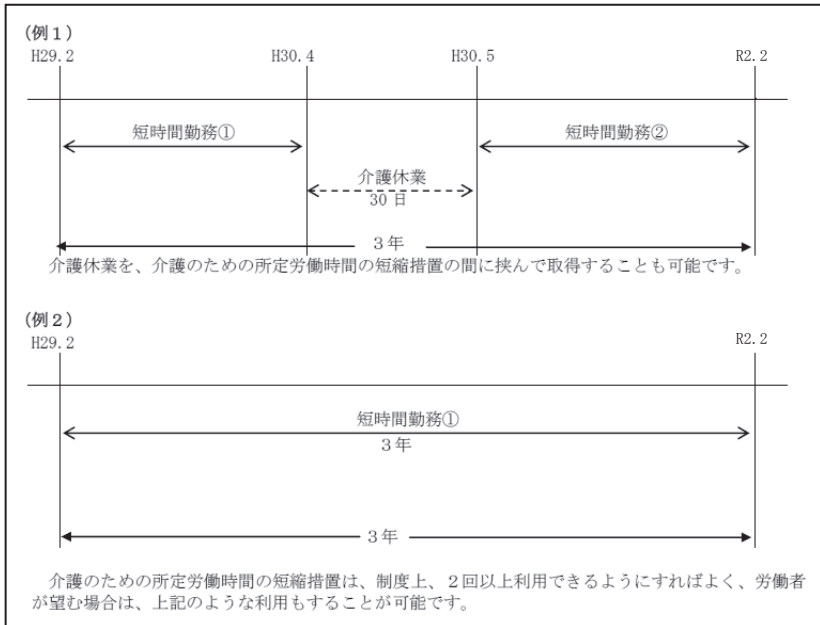 (例１)
H29.2 H30.4 H30.5 R2.2
短時間勤務① 短時間勤務②
介護休業
30 日
３年
介護休業を、介護のための所定労働時間の短縮措置の間に挟んで取得することも可能です。
(例２)
H29.2 R2.2
短時間勤務①
３年
３年
介護のための所定労働時間の短縮措置は、制度上、２回以上利用できるようにすればよく、労働者
が望む場合は、上記のような利用もすることが可能です。